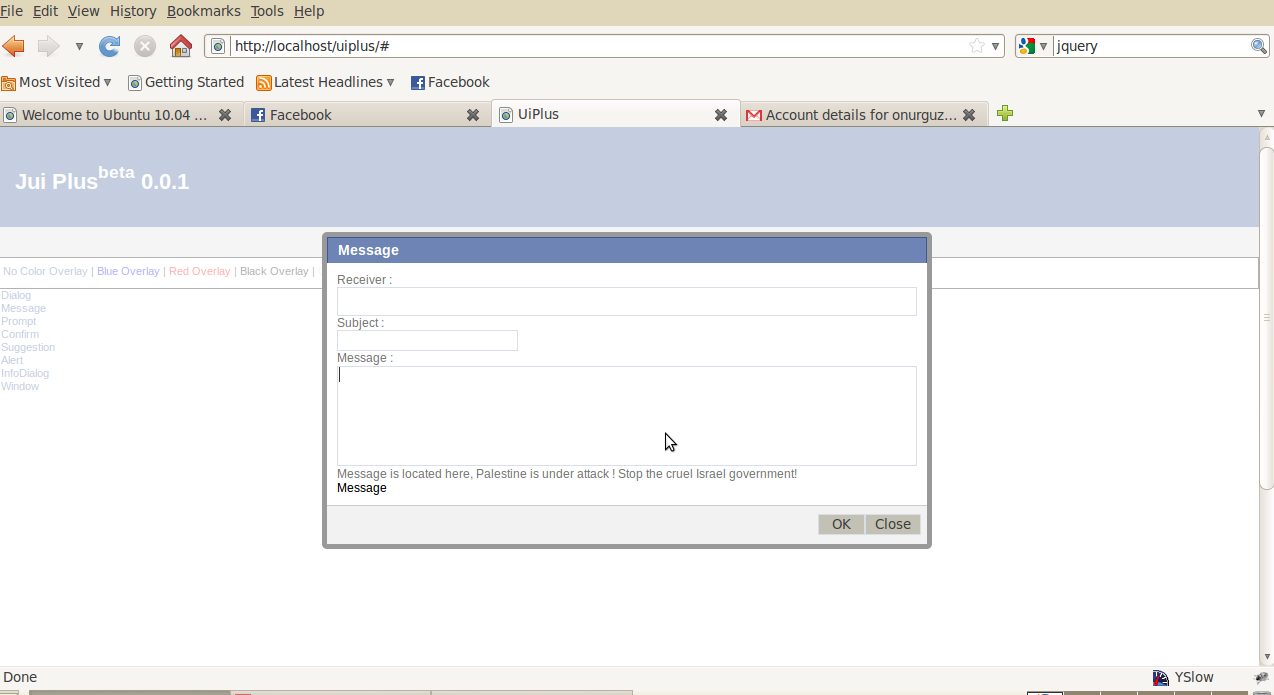 File Edit View History Bookmarks Tools Help
http://localhost/uiplus/# jquery
Most Visited Getting Started Latest Headlines Facebook
Welcome to Ubuntu 10.04 ... Facebook UiPlus Account details for onurguz...
Jui Plus beta 0.0.1
No Color Overlay | Blue Overlay | Red Overlay | Black Overlay |
Dialog
Message
Prompt
Confirm
Suggestion
Alert
InfoDialog
Window
Message
Receiver :
Subject :
Message :
Message is located here, Palestine is under attack ! Stop the cruel Israel government!
Message
OK Close
Done YSlow